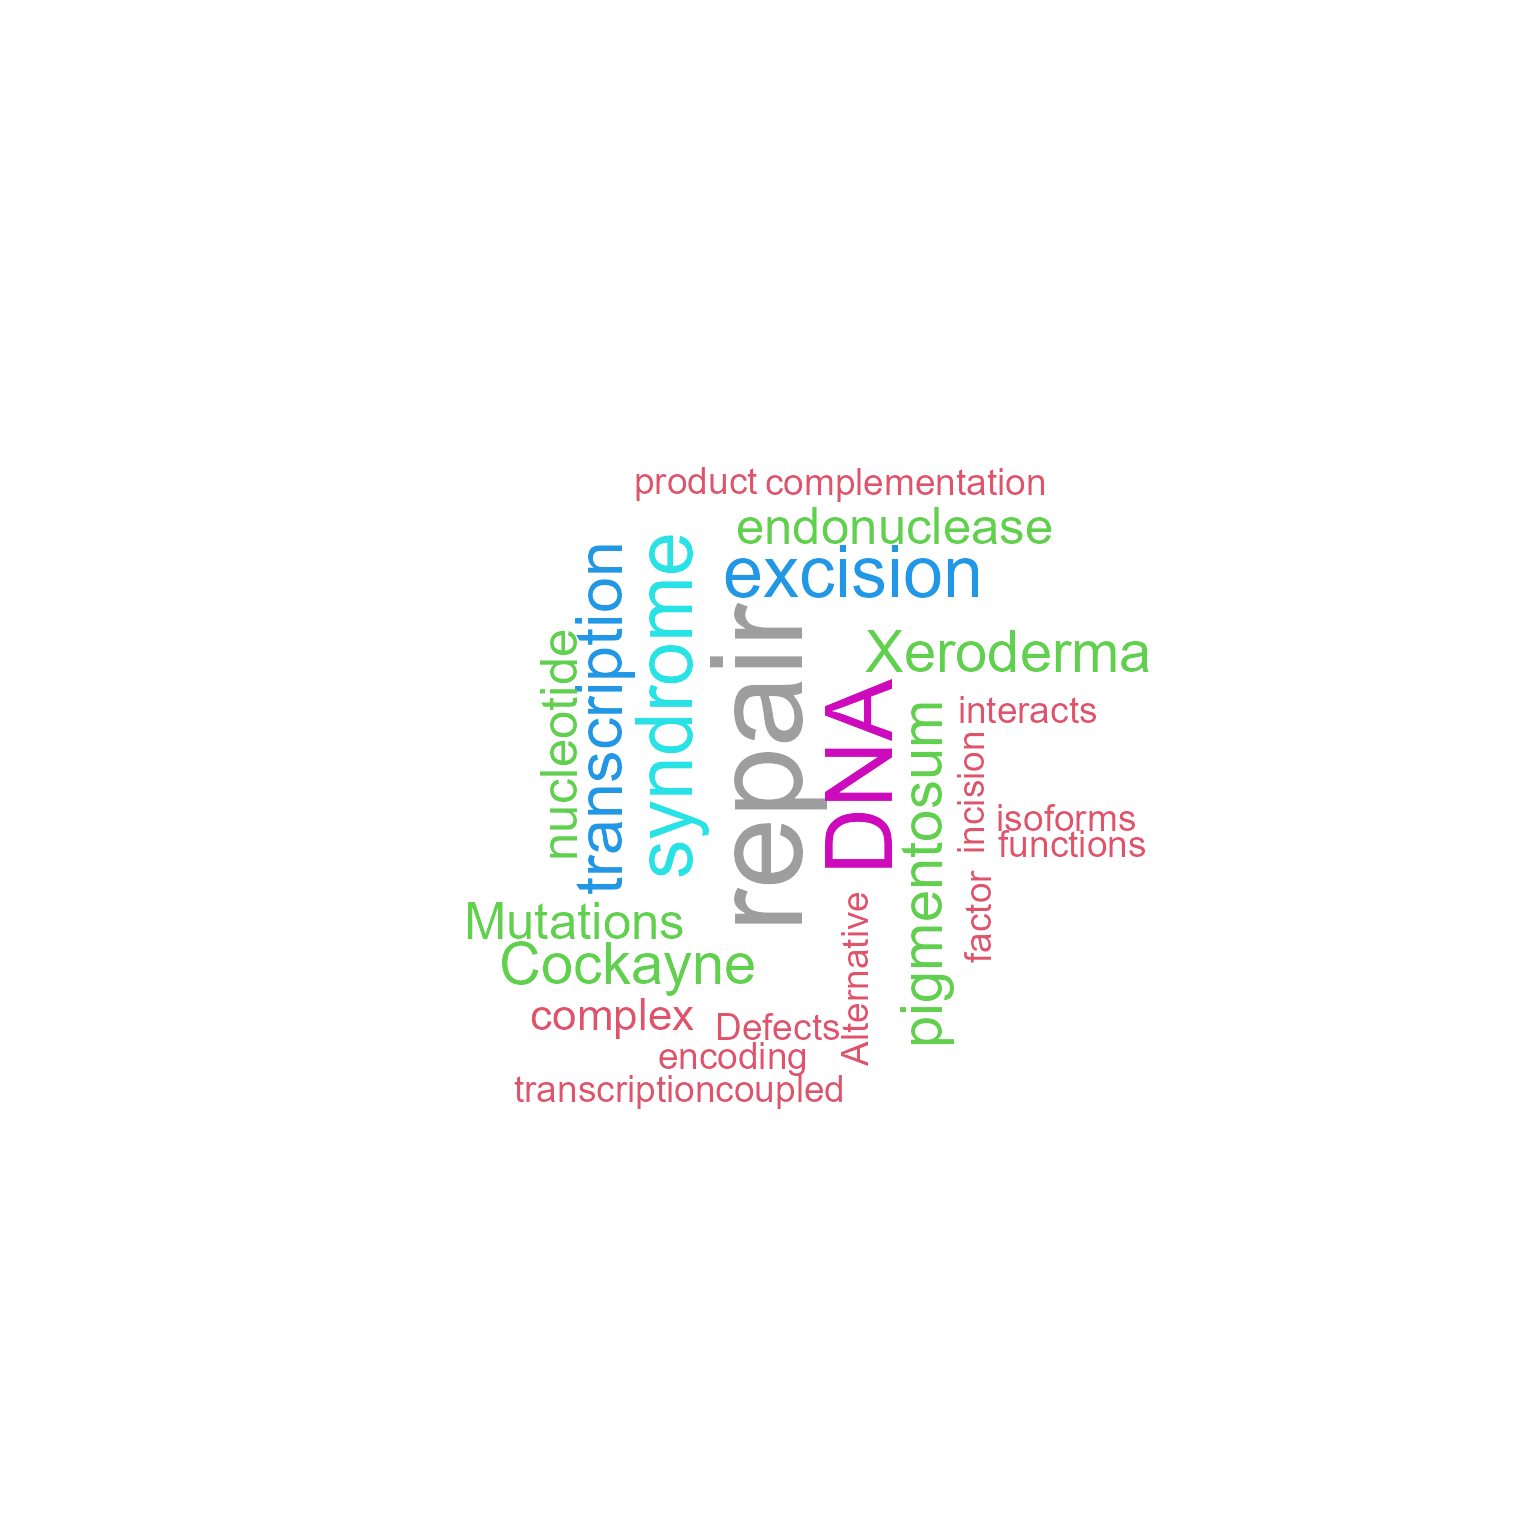 product complementation
endonuclease
excision
transcription
syndrome
repair
nucleotide
Xeroderma
DNA
pigmentosum
interacts
incision
isoforms
functions
factor
Alternative
Mutations
Cockayne
complex
Defects
encoding
transcriptioncoupled